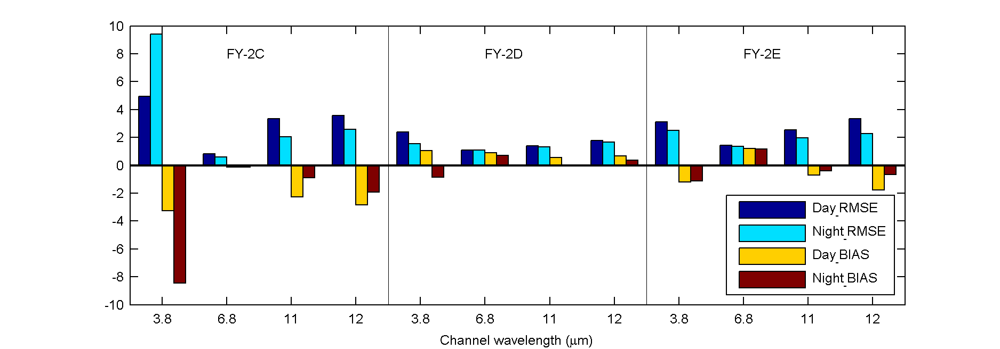 10
8
6
4
2
0
-2
-4
-6
-8
-10
FY-2C FY-2D FY-2E
Day_RMSE
Night_RMSE
Day_BIAS
Night_BIAS
3.8 6.8 11 12 3.8 6.8 11 12 3.8 6.8 11 12
Channel wavelength (μm)